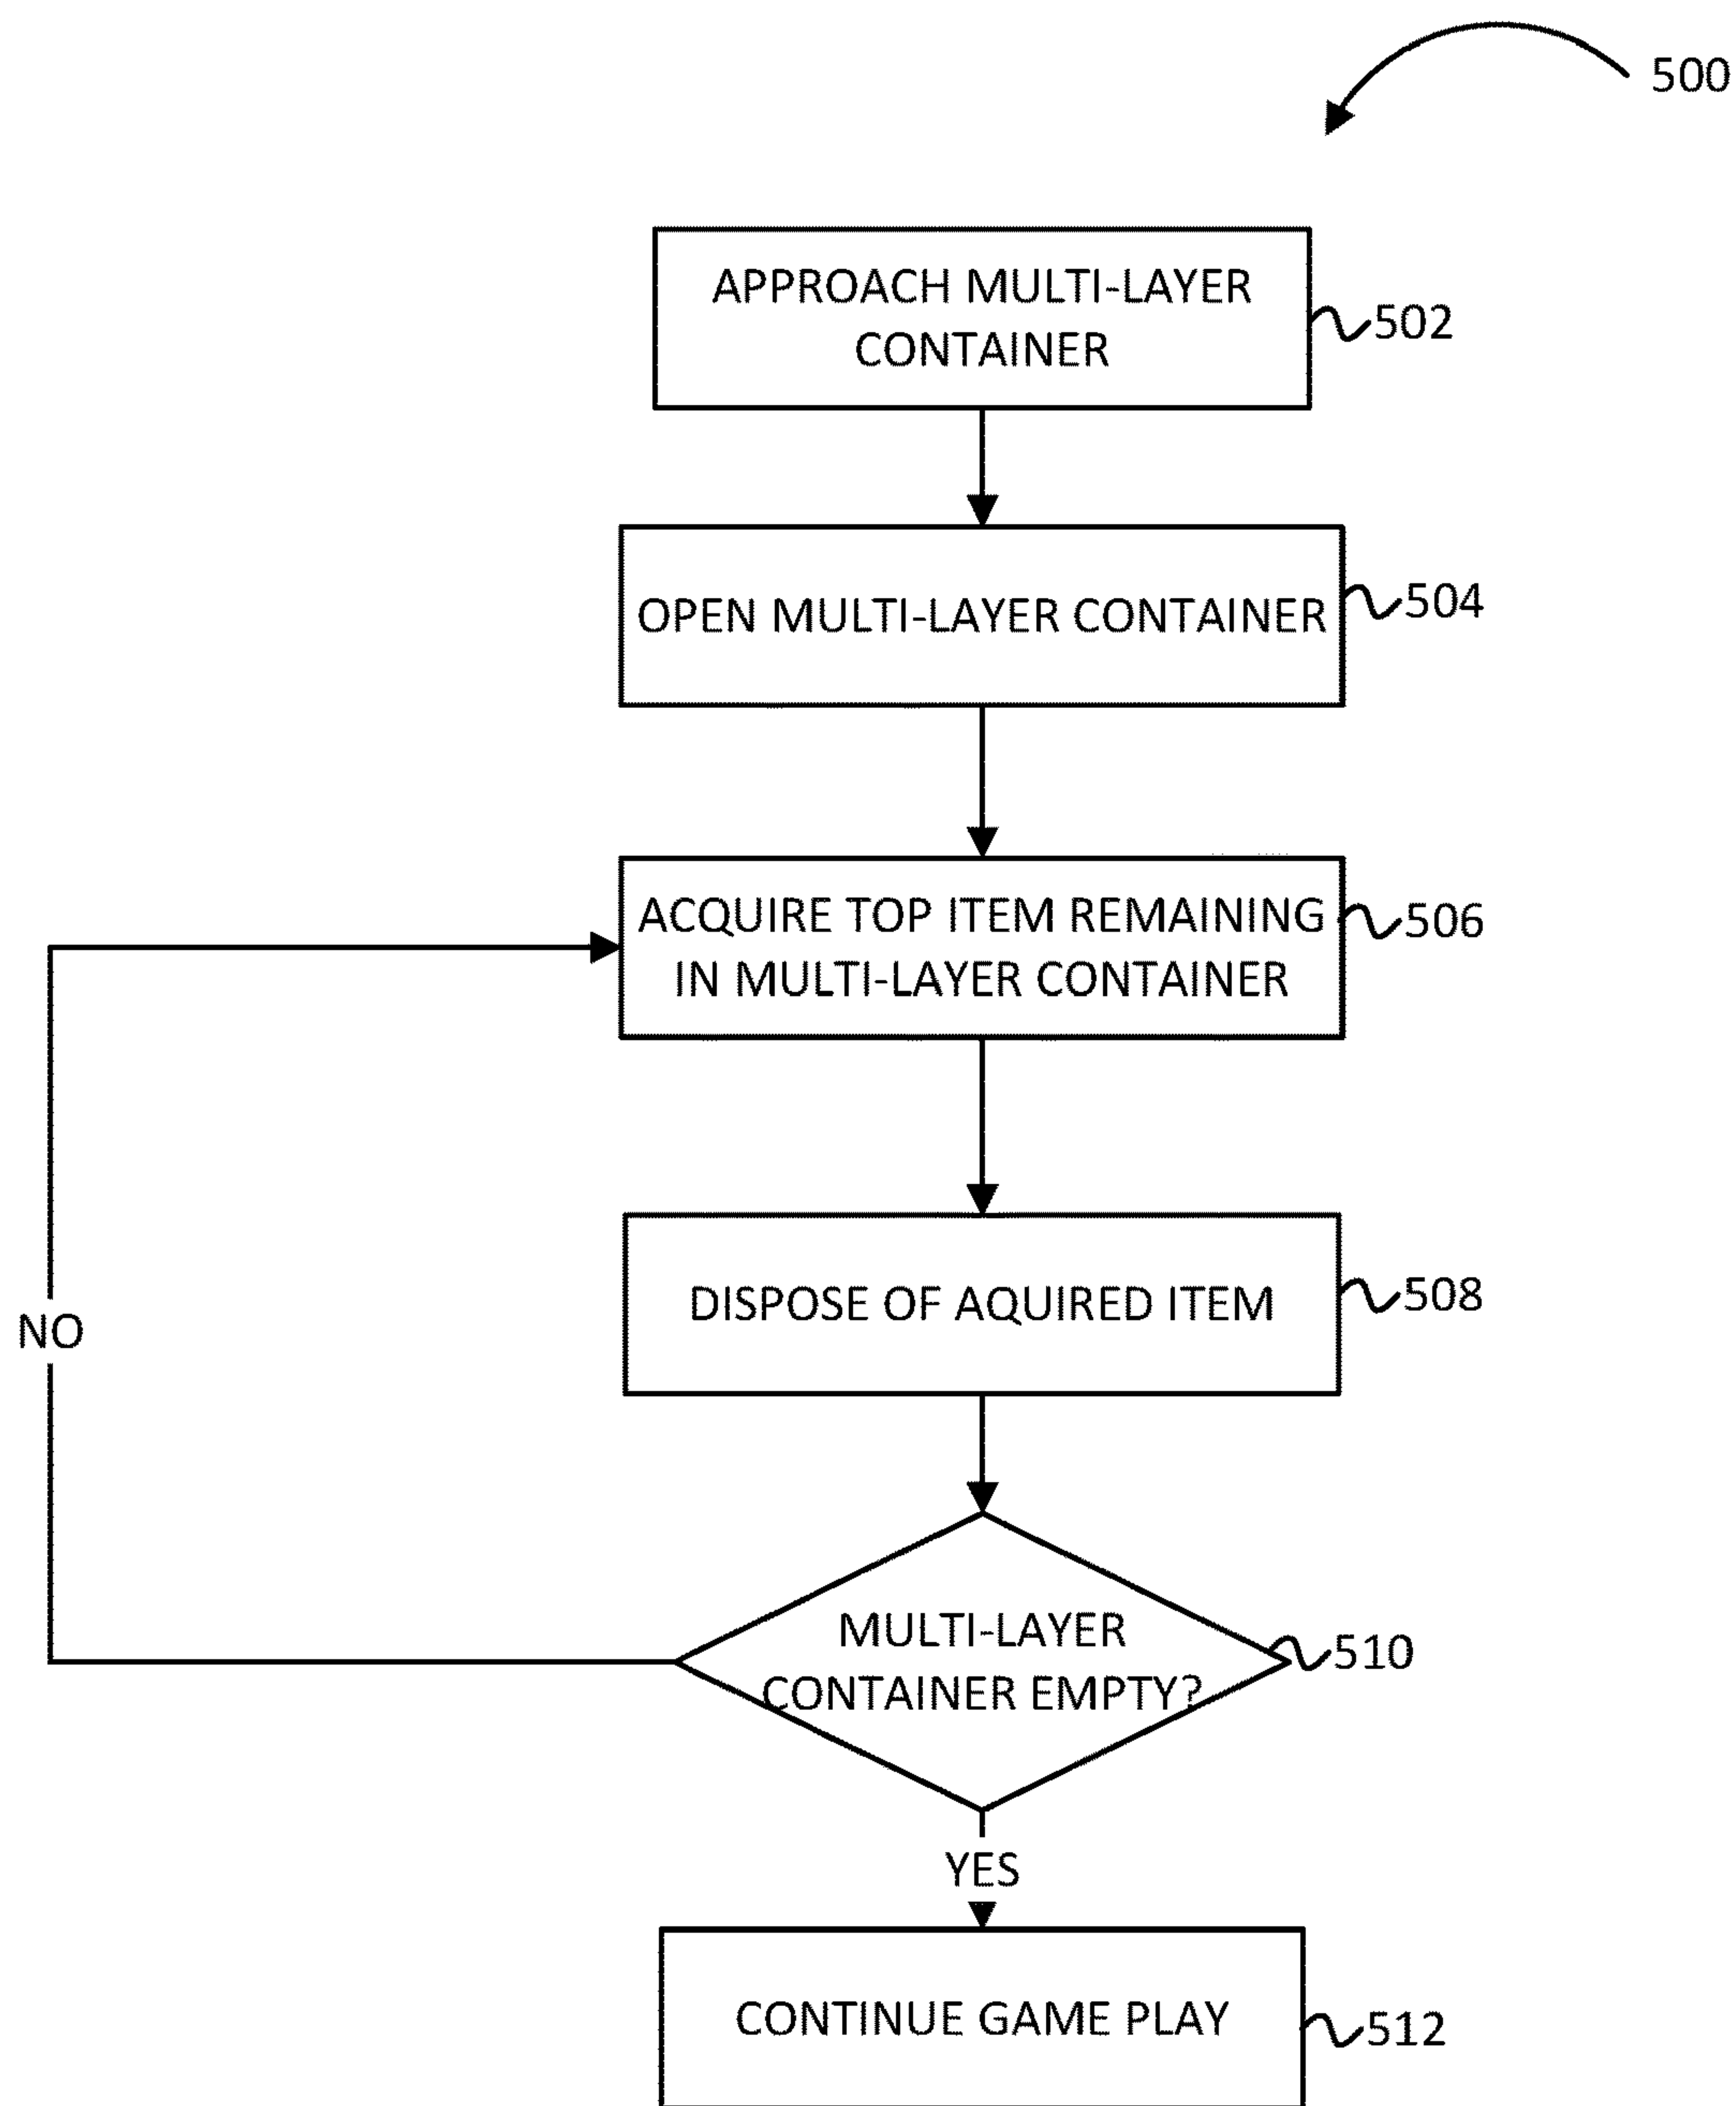 500
APPROACH MULTI-LAYER
CONTAINER
502
OPEN MULTI-LAYER CONTAINER
504
ACQUIRE TOP ITEM REMAINING
IN MULTI-LAYER CONTAINER
506
DISPOSE OF AQUIRED ITEM
508
NO
MULTI-LAYER
CONTAINER EMPTY?
510
YES
CONTINUE GAME PLAY
512